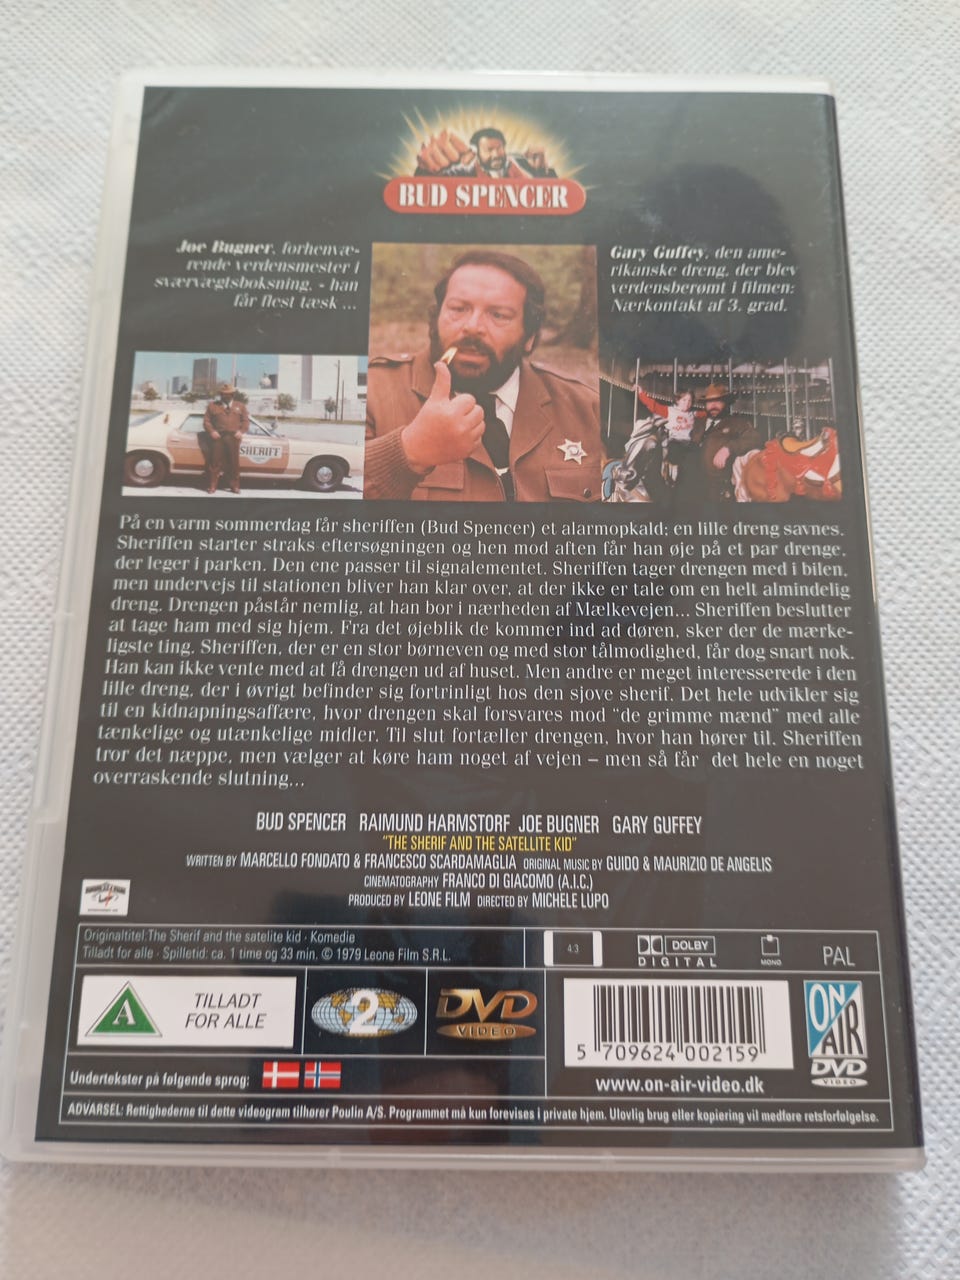 BUD SPENCER
Joe Bugner, forhenvæ-
rende verdensmester i
sværvægtsboksning, - han
får flest tæsk ...
Gary Guffey, den ame-
rikanske dreng, der blev
verdensberømt i filmen:
Nærkontakt af 3. grad.
SHERIFF
På en varm sommerdag får sheriffen (Bud Spencer) et alarmopkald; en lille dreng savnes.
Sheriffen starter straks eftersøgningen og hen mod aften får han øje på et par drenge,
der leger i parken. Den ene passer til signalementet. Sheriffen tager drengen med i bilen,
men undervejs til stationen bliver han klar over, at der ikke er tale om en helt almindelig
dreng. Drengen påstår nemlig, at han bor i nærheden af Mælkevejen... Sheriffen beslutter
at tage ham med sig hjem. Fra det øjeblik de kommer ind ad døren, sker der de mærke-
ligste ting. Sheriffen, der er en stor børneven og med stor tålmodighed, får dog snart nok.
Han kan ikke vente med at få drengen ud af huset. Men andre er meget interesserede i den
lille dreng, der i øvrigt befinder sig fortrinligt hos den sjove sherif. Det hele udvikler sig
til en kidnapningsaffære, hvor drengen skal forsvares mod "de grimme mænd" med alle
tænkelige og utænkelige midler. Til slut fortæller drengen, hvor han hører til. Sheriffen
tror det næppe, men vælger at køre ham noget af vejen – men så får det hele en noget
overraskende slutning...
BUD SPENCER RAIMUND HARMSTORF JOE BUGNER GARY GUFFEY
"THE SHERIF AND THE SATELLITE KID"
WRITTEN BY MARCELLO FONDATO & FRANCESCO SCARDAMAGLIA ORIGINAL MUSIC BY GUIDO & MAURIZIO DE ANGELIS
CINEMATOGRAPHY FRANCO DI GIACOMO (A.I.C.)
PRODUCED BY LEONE FILM DIRECTED BY MICHELE LUPO
Originaltitel:The Sherif and the satelite kid · Komedie
Tilladt for alle · Spilletid: ca. 1 time og 33 min. © 1979 Leone Film S.R.L.
4:3
DOLBY
DIGITAL
MONO
PAL
A
TILLADT
FOR ALLE
2
DVD
VIDEO
5 709624 002159
www.on-air-video.dk
ON
AIR
DVD
VIDEO
Undertekster på følgende sprog:
ADVARSEL: Rettighederne til dette videogram tilhører Poulin A/S. Programmet må kun forevises i private hjem. Ulovlig brug eller kopiering vil medføre retsforfølgelse.